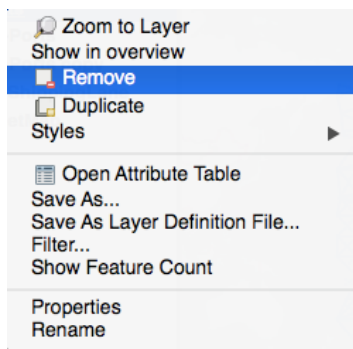 Zoom to Layer
Show in overview
Remove
Duplicate
Styles
Open Attribute Table
Save As...
Save As Layer Definition File...
Filter...
Show Feature Count
Properties
Rename